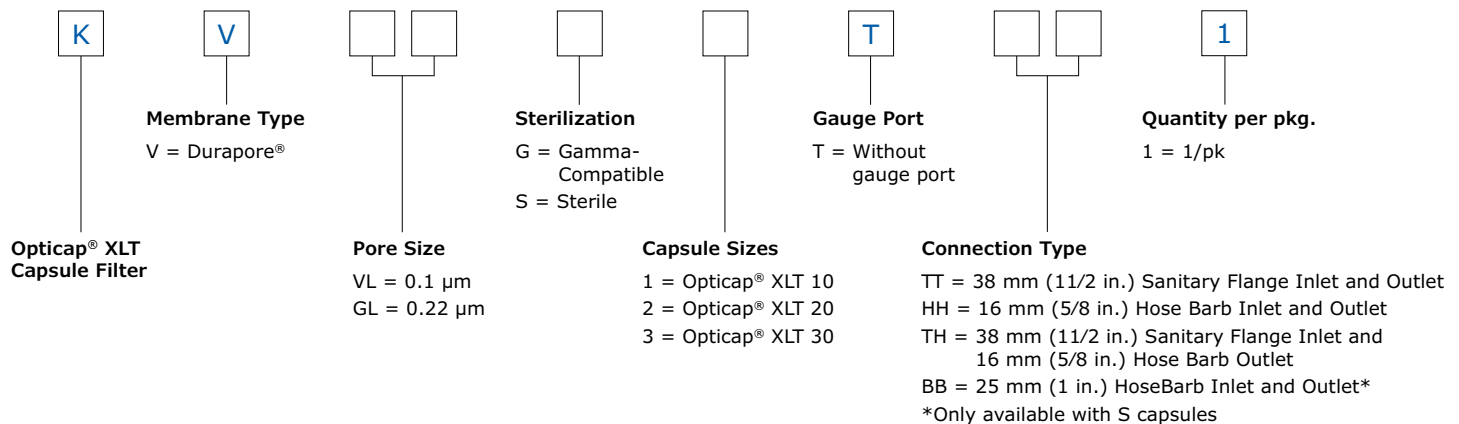 K V T 1
Membrane Type
V = Durapore®
Sterilization
G = Gamma-
Compatible
S = Sterile
Gauge Port
T = Without
gauge port
Quantity per pkg.
1 = 1/pk
Opticap® XLT
Capsule Filter
Pore Size
VL = 0.1 µm
GL = 0.22 µm
Capsule Sizes
1 = Opticap® XLT 10
2 = Opticap® XLT 20
3 = Opticap® XLT 30
Connection Type
TT = 38 mm (11/2 in.) Sanitary Flange Inlet and Outlet
HH = 16 mm (5/8 in.) Hose Barb Inlet and Outlet
TH = 38 mm (11/2 in.) Sanitary Flange Inlet and
16 mm (5/8 in.) Hose Barb Outlet
BB = 25 mm (1 in.) HoseBarb Inlet and Outlet*
*Only available with S capsules